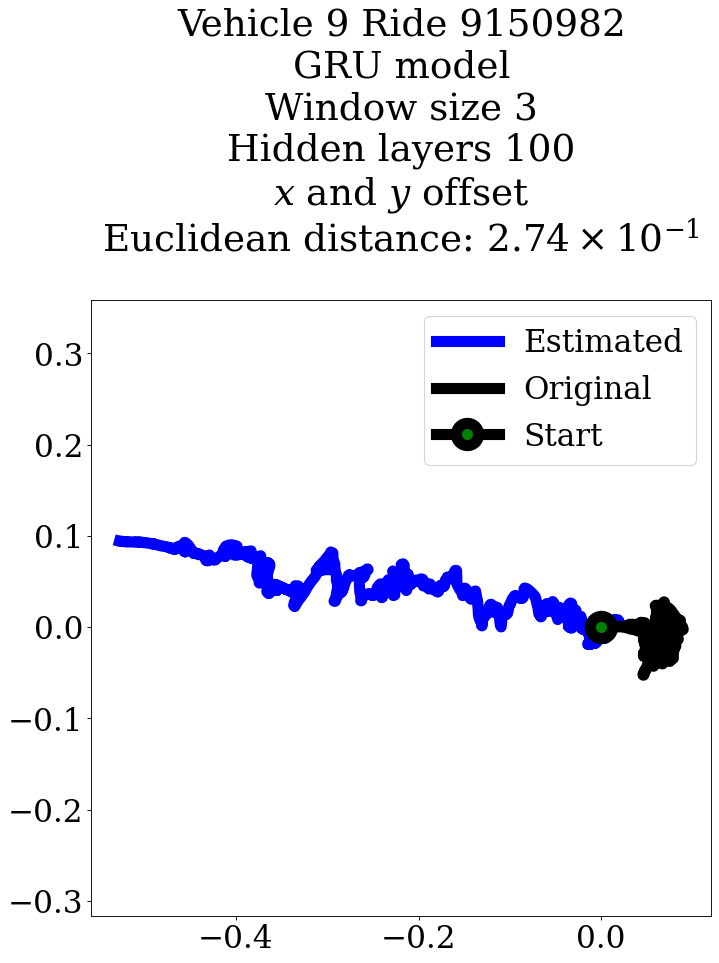 Vehicle 9 Ride 9150982
GRU model
Window size 3
Hidden layers 100
x and y offset
Euclidean distance: 2.74 × 10⁻¹
Estimated
Original
Start
0.3
0.2
0.1
0.0
−0.1
−0.2
−0.3
−0.4
−0.2
0.0